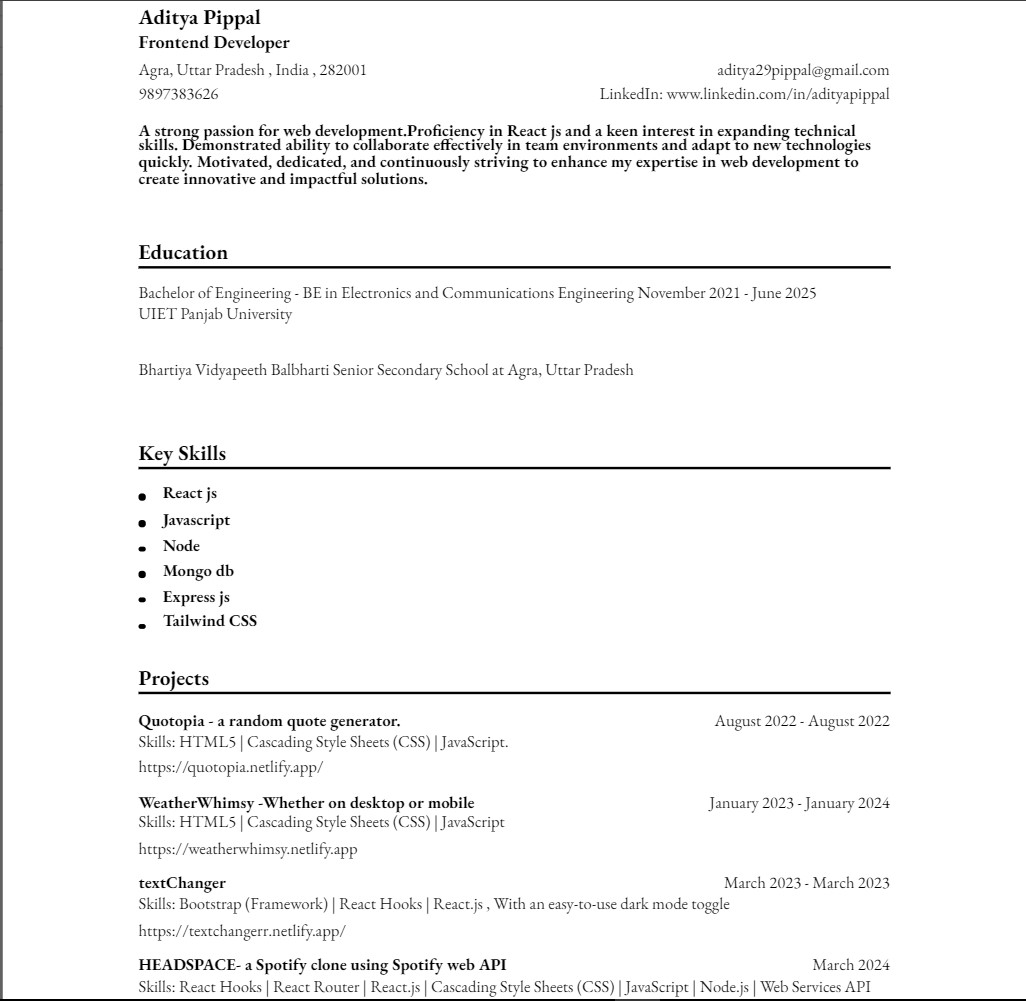 Aditya Pippal
Frontend Developer
Agra, Uttar Pradesh , India , 282001 aditya29pippal@gmail.com
9897383626 LinkedIn: www.linkedin.com/in/adityapippal
A strong passion for web development.Proficiency in React js and a keen interest in expanding technical
skills. Demonstrated ability to collaborate effectively in team environments and adapt to new technologies
quickly. Motivated, dedicated, and continuously striving to enhance my expertise in web development to
create innovative and impactful solutions.
Education
Bachelor of Engineering - BE in Electronics and Communications Engineering November 2021 - June 2025
UIET Panjab University
Bhartiya Vidyapeeth Balbharti Senior Secondary School at Agra, Uttar Pradesh
Key Skills
• React js
• Javascript
• Node
• Mongo db
• Express js
• Tailwind CSS
Projects
Quotopia - a random quote generator. August 2022 - August 2022
Skills: HTML5 | Cascading Style Sheets (CSS) | JavaScript.
https://quotopia.netlify.app/
WeatherWhimsy -Whether on desktop or mobile January 2023 - January 2024
Skills: HTML5 | Cascading Style Sheets (CSS) | JavaScript
https://weatherwhimsy.netlify.app
textChanger March 2023 - March 2023
Skills: Bootstrap (Framework) | React Hooks | React.js , With an easy-to-use dark mode toggle
https://textchangerr.netlify.app/
HEADSPACE- a Spotify clone using Spotify web API March 2024
Skills: React Hooks | React Router | React.js | Cascading Style Sheets (CSS) | JavaScript | Node.js | Web Services API